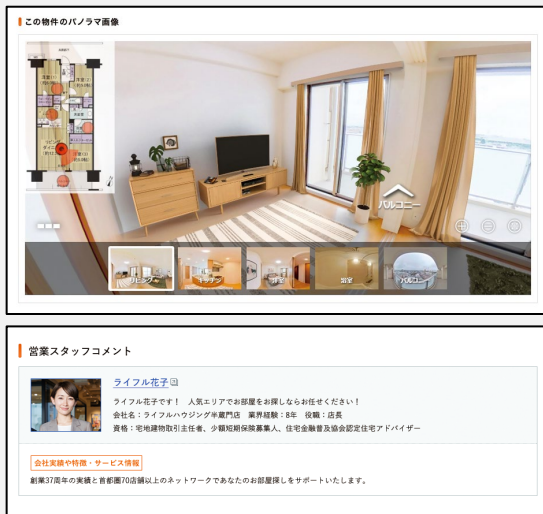 この物件のパノラマ画像
バルコニー
リビング
キッチン
洋室
浴室
営業スタッフコメント
ライフル花子
ライフル花子です！　人気エリアでお部屋をお探しならお任せください！
会社名：ライフルハウジング半蔵門店　業界経験：8年　役職：店長
資格：宅地建物取引主任者、少額短期保険募集人、住宅金融普及協会認定住宅アドバイザー
会社実績や特徴・サービス情報
創業37周年の実績と首都圏70店舗以上のネットワークであなたのお部屋探しをサポートいたします。